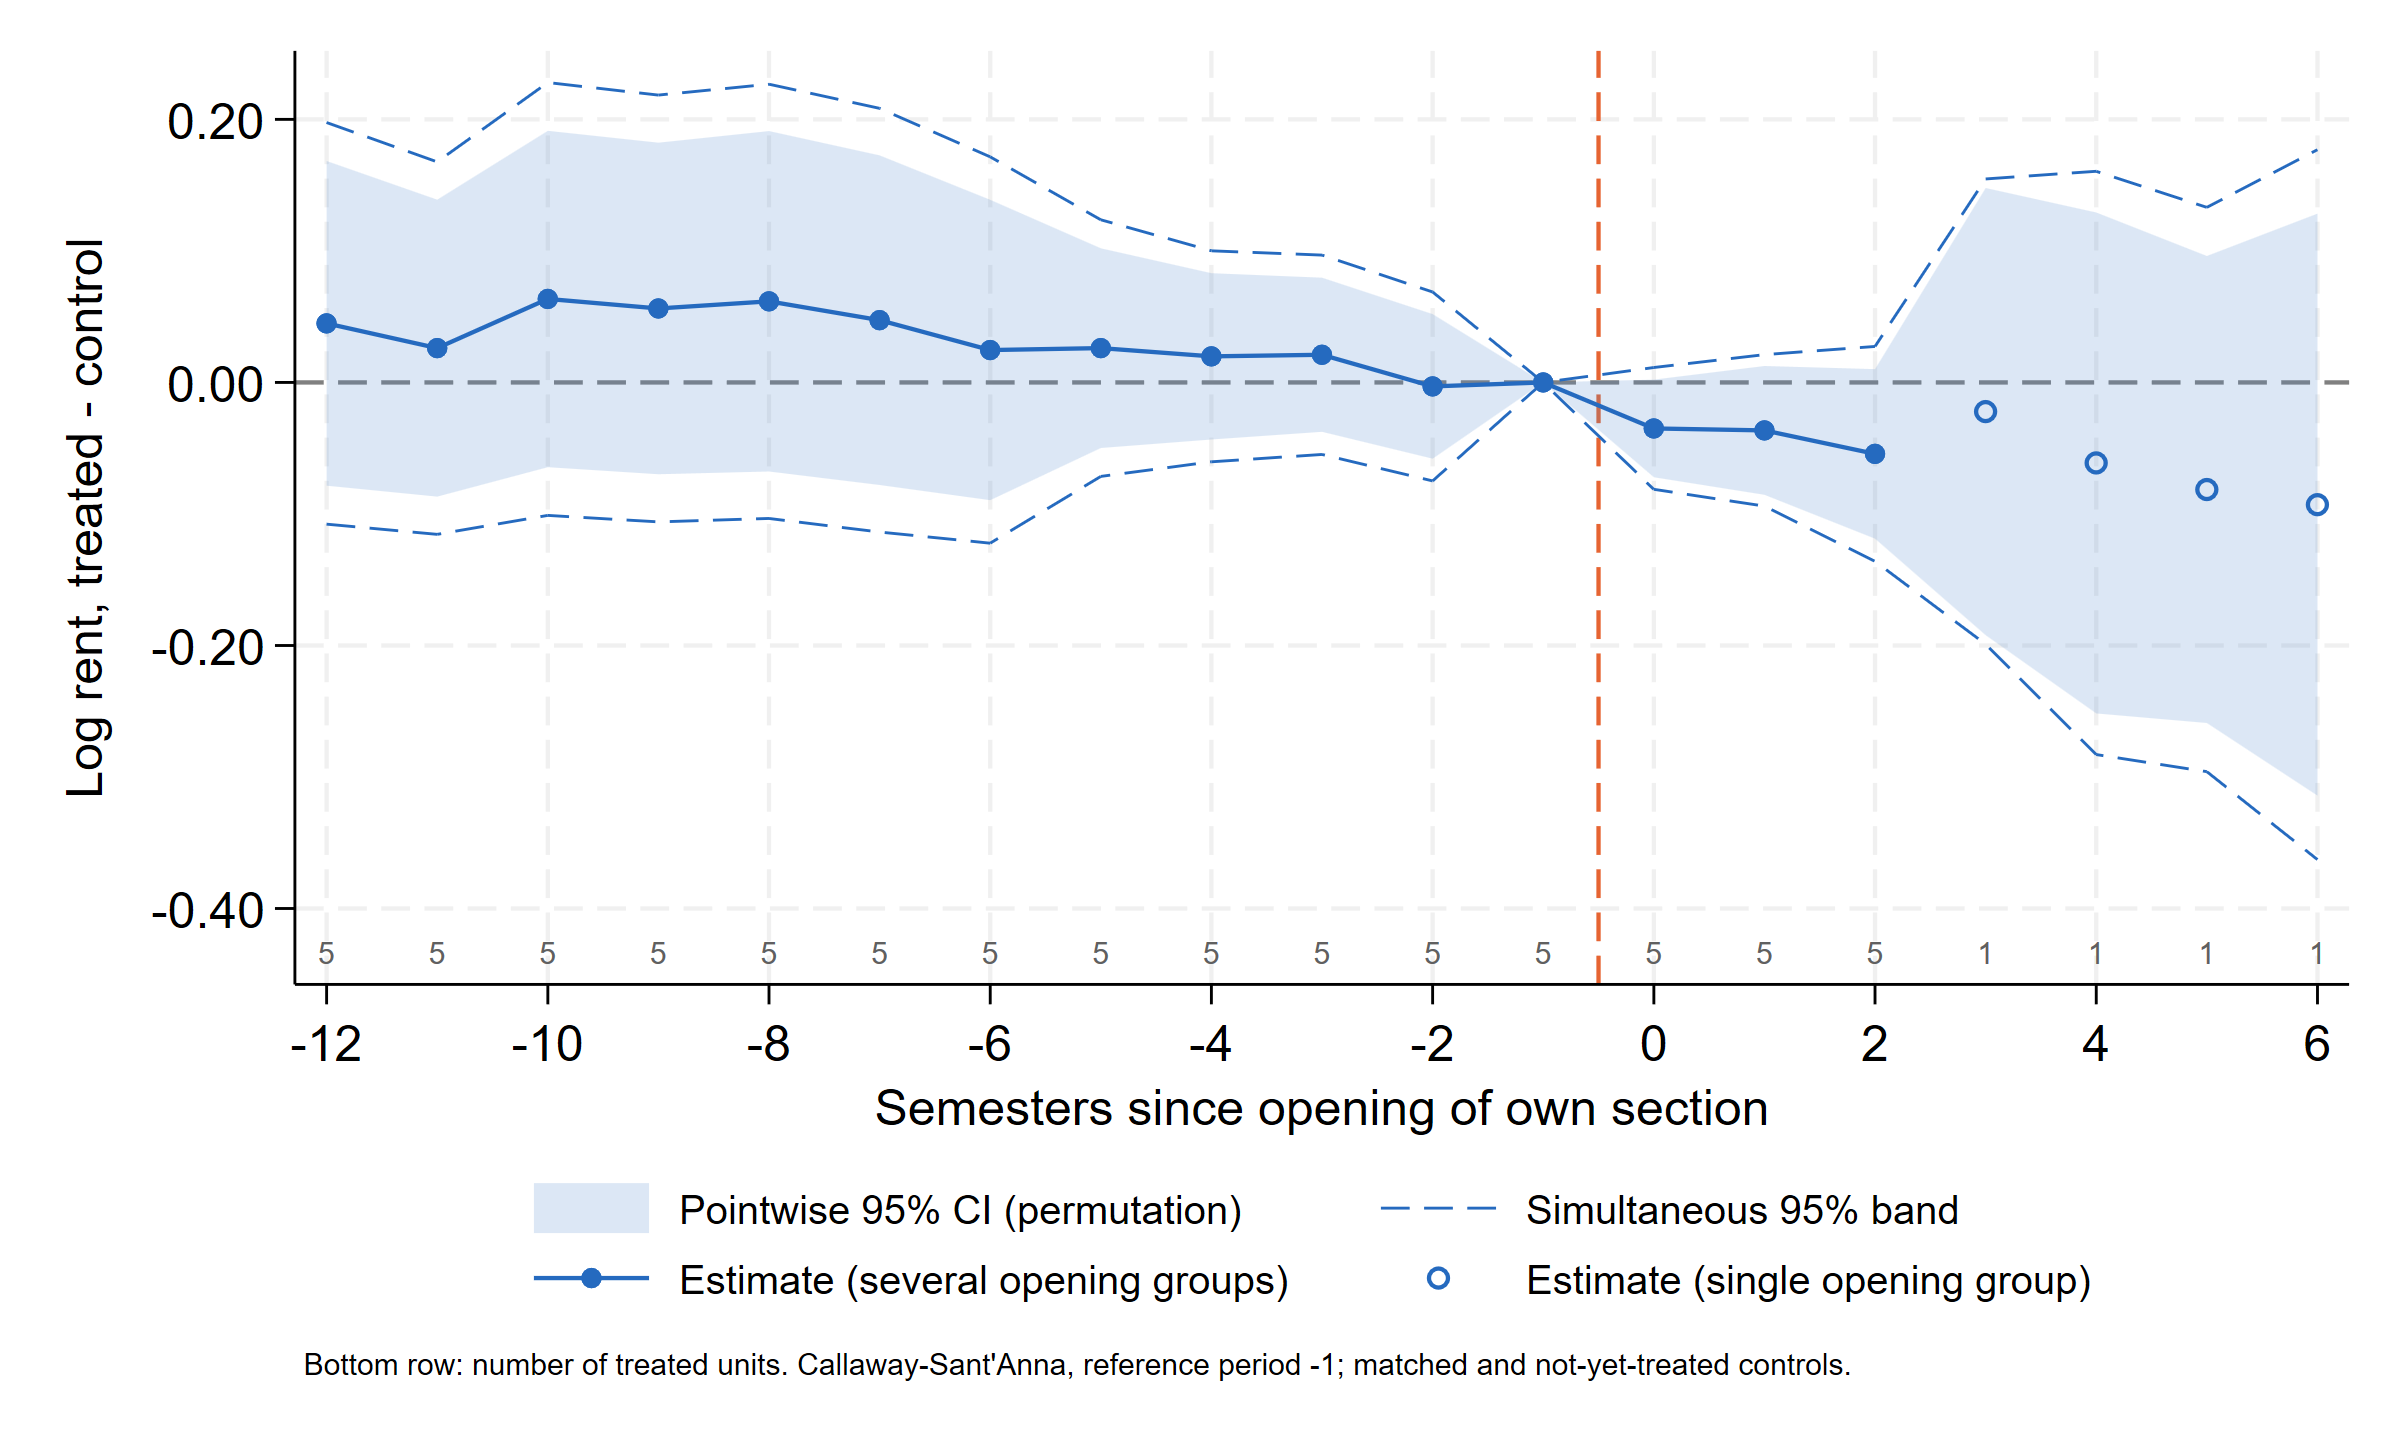 0.20
0.00
-0.20
-0.40
Log rent, treated - control
5 5 5 5 5 5 5 5 5 5 5 5 5 5 5 1 1 1 1
-12 -10 -8 -6 -4 -2 0 2 4 6
Semesters since opening of own section
Pointwise 95% CI (permutation)
Simultaneous 95% band
Estimate (several opening groups)
Estimate (single opening group)
Bottom row: number of treated units. Callaway-Sant'Anna, reference period -1; matched and not-yet-treated controls.